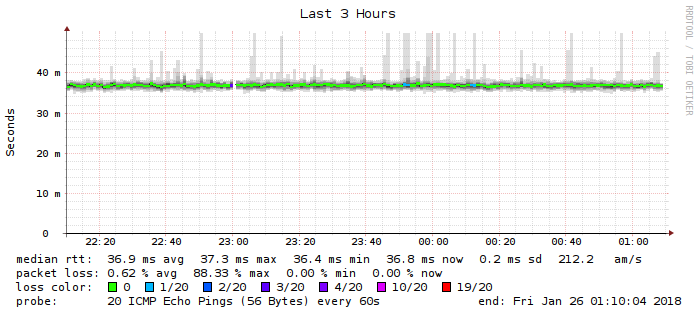 Last 3 Hours
RRDTOOL / TOBI OETIKER
Seconds
40 m
30 m
20 m
10 m
0
22:20 22:40 23:00 23:20 23:40 00:00 00:20 00:40 01:00
median rtt: 36.9 ms avg 37.3 ms max 36.4 ms min 36.8 ms now 0.2 ms sd 212.2 am/s
packet loss: 0.62 % avg 88.33 % max 0.00 % min 0.00 % now
loss color: 0 1/20 2/20 3/20 4/20 10/20 19/20
probe: 20 ICMP Echo Pings (56 Bytes) every 60s end: Fri Jan 26 01:10:04 2018